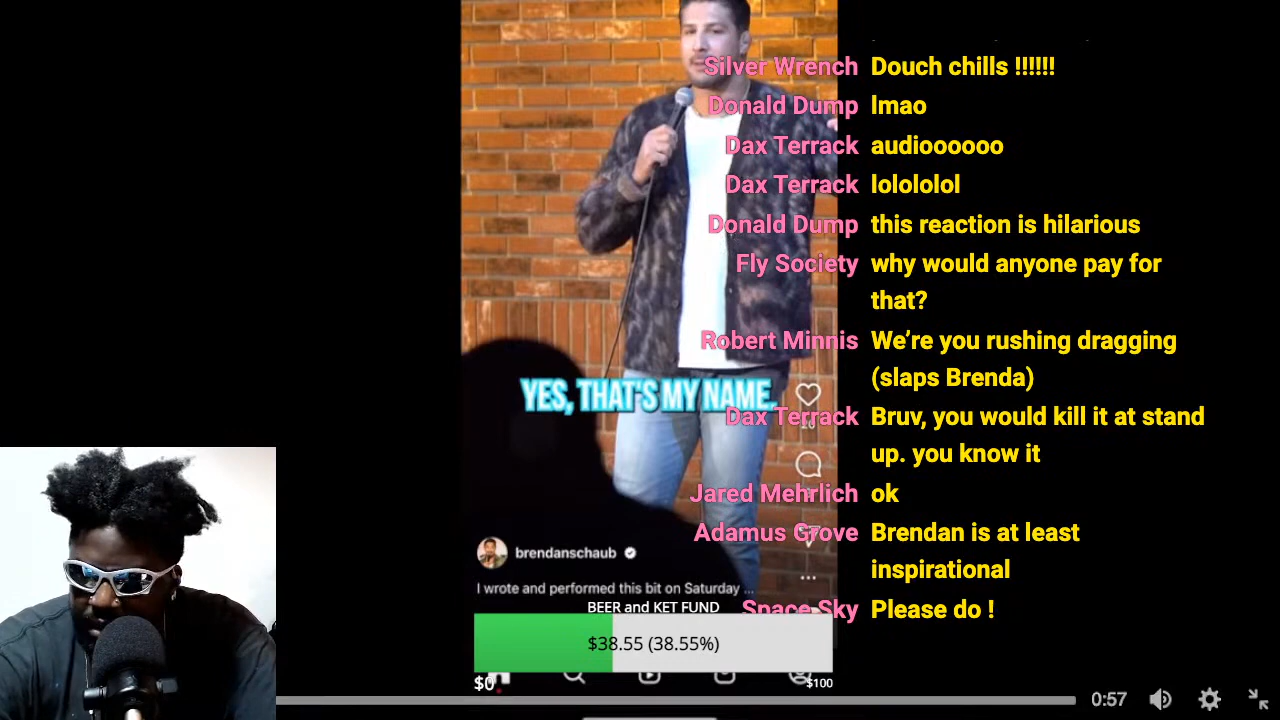 Silver Wrench Douch chills !!!!!!
Donald Dump lmao
Dax Terrack audioooooo
Dax Terrack lolololol
Donald Dump this reaction is hilarious
Fly Society why would anyone pay for
that?
Robert Minnis We’re you rushing dragging
(slaps Brenda)
YES, THAT'S MY NAME.
Dax Terrack Bruv, you would kill it at stand
up. you know it
Jared Mehrlich ok
Adamus Grove Brendan is at least
inspirational
brendanschaub
I wrote and performed this bit on Saturday ...
BEER and KET FUND
Space Sky Please do !
$38.55 (38.55%)
$0
$100
0:57